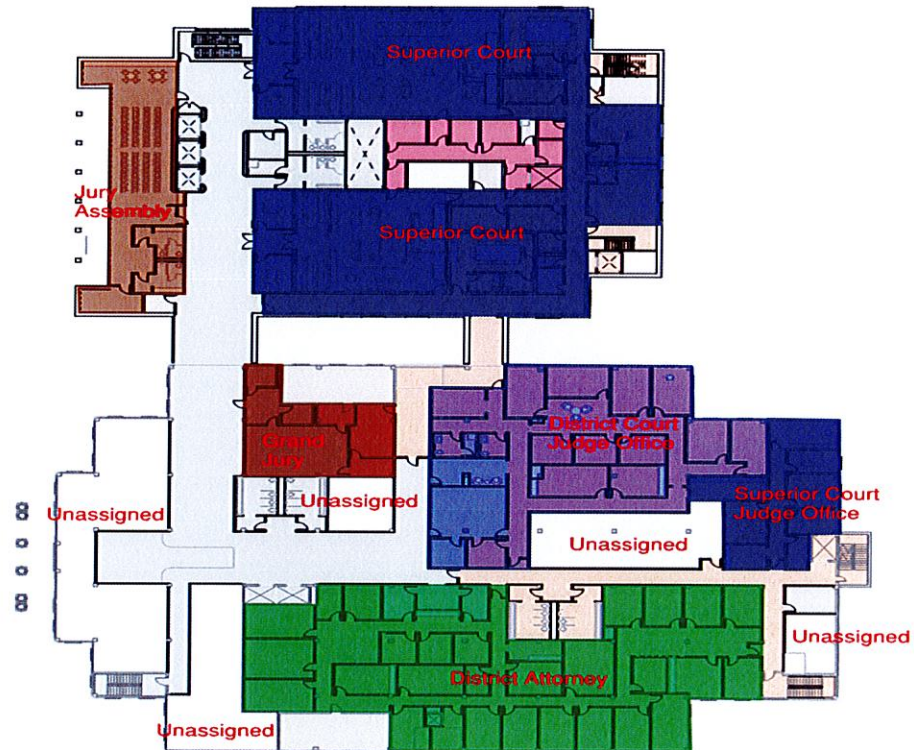 Superior Court
Jury
Assembly
Superior Court
Grand
Jury
District Court
Judge Office
Unassigned
Unassigned
Superior Court
Judge Office
Unassigned
Unassigned
District Attorney
Unassigned